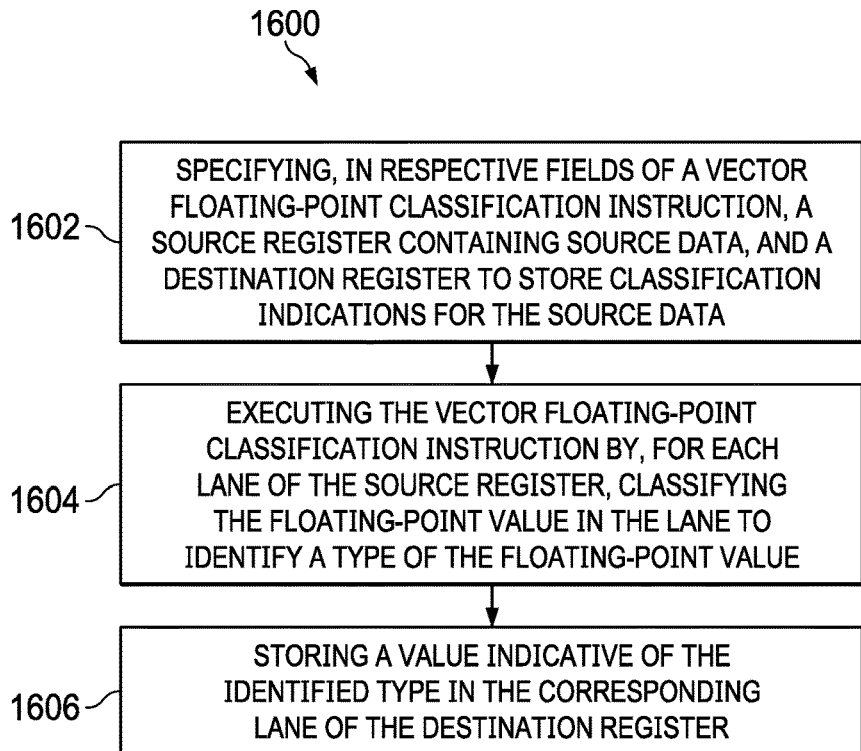 1600
1602
SPECIFYING, IN RESPECTIVE FIELDS OF A VECTOR
FLOATING-POINT CLASSIFICATION INSTRUCTION, A
SOURCE REGISTER CONTAINING SOURCE DATA, AND A
DESTINATION REGISTER TO STORE CLASSIFICATION
INDICATIONS FOR THE SOURCE DATA
1604
EXECUTING THE VECTOR FLOATING-POINT
CLASSIFICATION INSTRUCTION BY, FOR EACH
LANE OF THE SOURCE REGISTER, CLASSIFYING
THE FLOATING-POINT VALUE IN THE LANE TO
IDENTIFY A TYPE OF THE FLOATING-POINT VALUE
1606
STORING A VALUE INDICATIVE OF THE
IDENTIFIED TYPE IN THE CORRESPONDING
LANE OF THE DESTINATION REGISTER